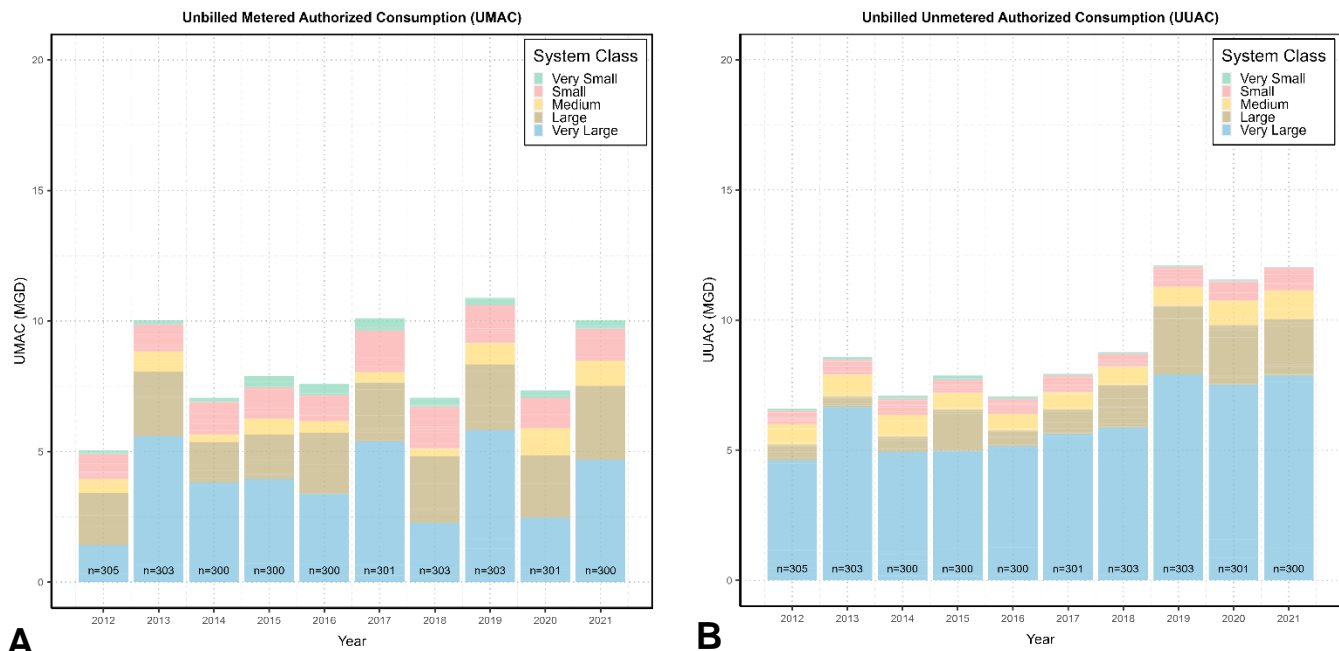 Unbilled Metered Authorized Consumption (UMAC)
System Class
Very Small
Small
Medium
Large
Very Large
20
15
10
5
0
UMAC (MGD)
n=305
n=303
n=300
n=300
n=300
n=301
n=303
n=303
n=301
n=300
2012
2013
2014
2015
2016
2017
2018
2019
2020
2021
Year
A
Unbilled Unmetered Authorized Consumption (UUAC)
System Class
Very Small
Small
Medium
Large
Very Large
20
15
10
5
0
UUAC (MGD)
n=305
n=303
n=300
n=300
n=300
n=301
n=303
n=303
n=301
n=300
2012
2013
2014
2015
2016
2017
2018
2019
2020
2021
Year
B